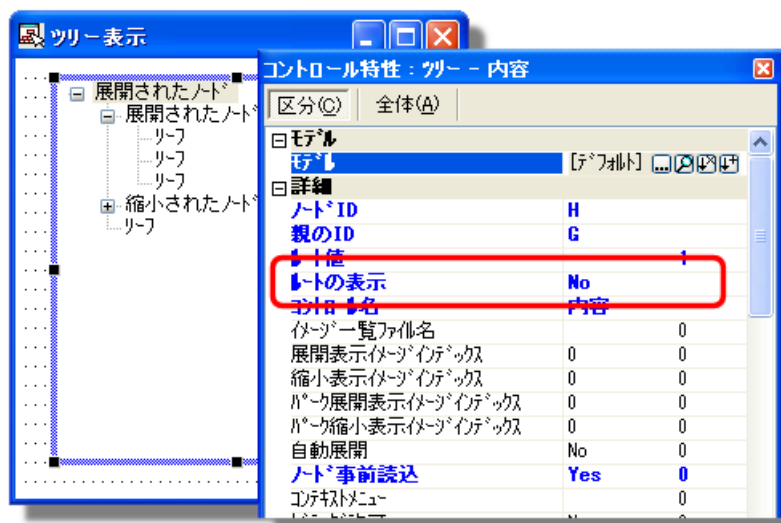 ツリー表示
展開されたノード
展開されたノード
リーフ
リーフ
リーフ
縮小されたノード
リーフ
コントロール特性：ツリー - 内容
区分(C) 全体(A)
モデル
モデル [デフォルト] ...
詳細
ノードID H
親のID G
ルート値 1
ルートの表示 No
コントロール名 内容
イメージ一覧ファイル名 0
展開表示イメージインデックス 0 0
縮小表示イメージインデックス 0 0
パーク展開表示イメージインデックス 0 0
パーク縮小表示イメージインデックス 0 0
自動展開 No 0
ノード事前読込 Yes 0
コンテキストメニュー 0